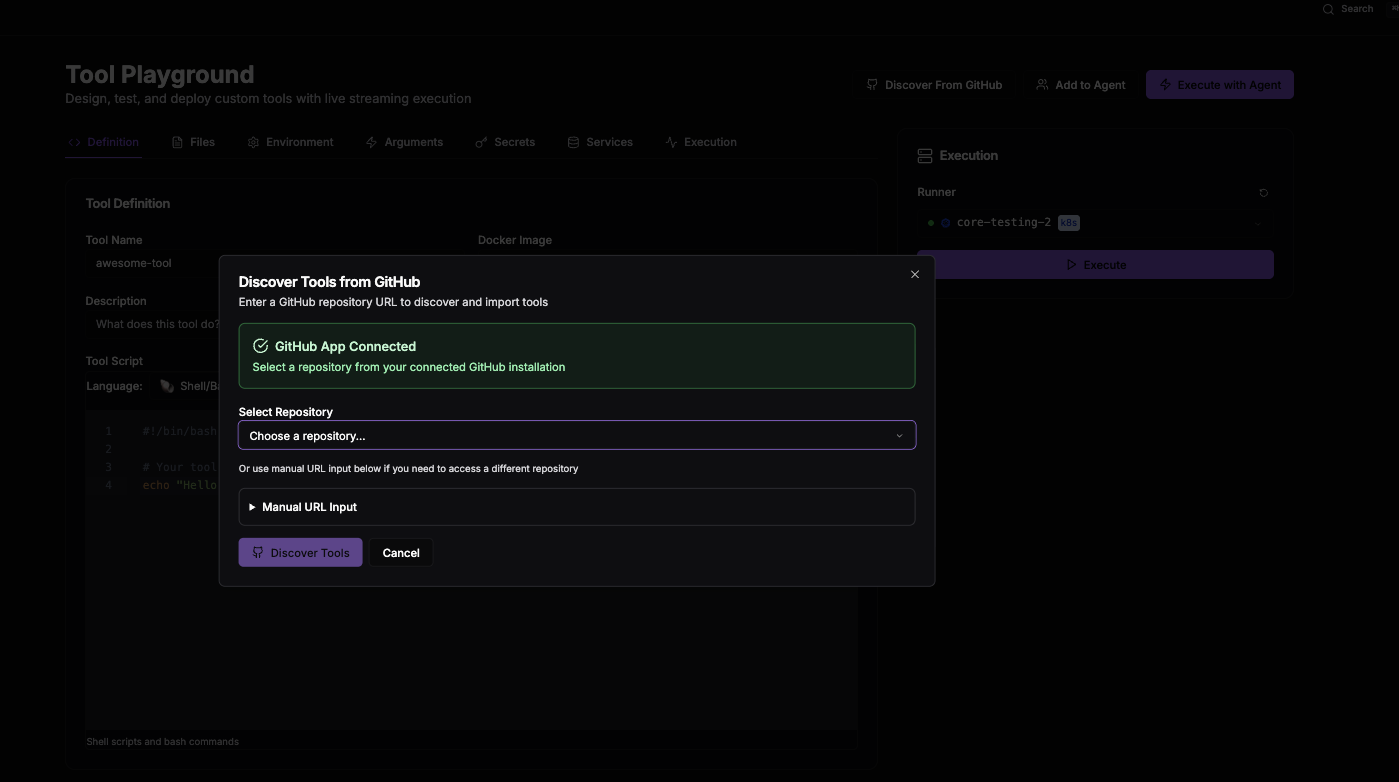 Search
Tool Playground
Design, test, and deploy custom tools with live streaming execution
Discover From GitHub
Add to Agent
Execute with Agent
Definition
Files
Environment
Arguments
Secrets
Services
Execution
Execution
Runner
core-testing-2 k8s
Execute
Tool Definition
Tool Name
Docker Image
awesome-tool
Description
What does this tool do?
Tool Script
Language: Shell/Ba
1 #!/bin/bash
2
3 # Your tool
4 echo "Hello
Shell scripts and bash commands
Discover Tools from GitHub
Enter a GitHub repository URL to discover and import tools
GitHub App Connected
Select a repository from your connected GitHub installation
Select Repository
Choose a repository...
Or use manual URL input below if you need to access a different repository
Manual URL Input
Discover Tools
Cancel